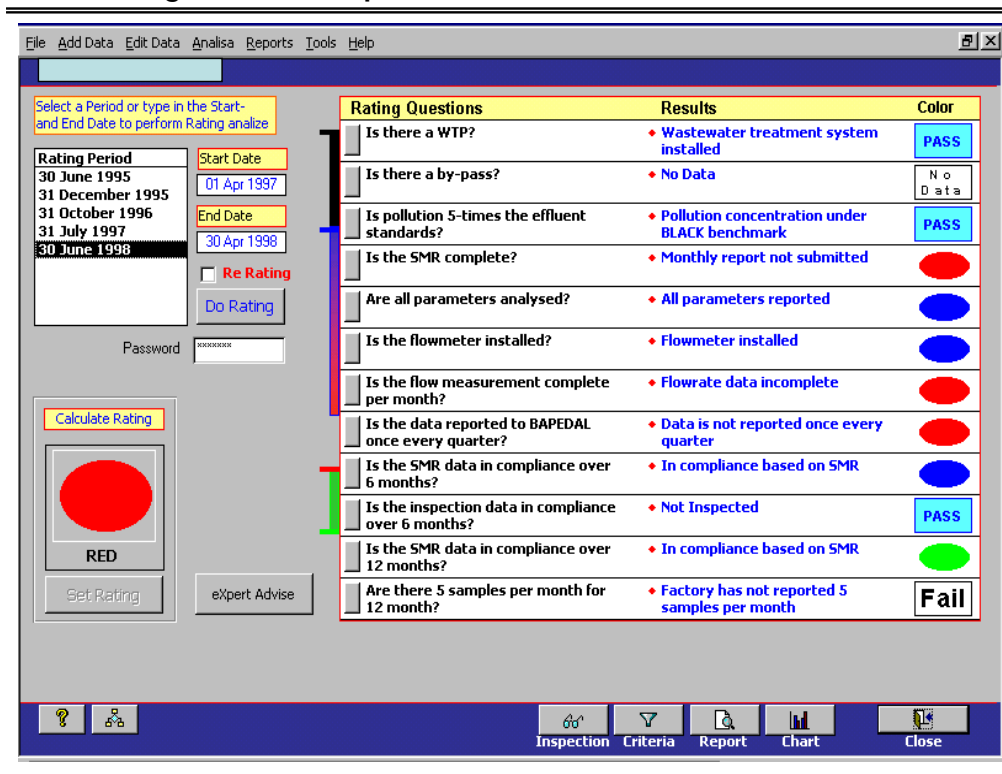 File Add Data Edit Data Analisa Reports Tools Help
Select a Period or type in the Start-
and End Date to perform Rating analize
Rating Period
30 June 1995
31 December 1995
31 October 1996
31 July 1997
30 June 1998
Start Date
01 Apr 1997
End Date
30 Apr 1998
Re Rating
Do Rating
Password xxxxxxx
Calculate Rating
RED
Set Rating
eXpert Advise
Rating Questions Results Color
Is there a WTP? Wastewater treatment system PASS
installed
Is there a by-pass? No Data No
Data
Is pollution 5-times the effluent Pollution concentration under PASS
standards? BLACK benchmark
Is the SMR complete? Monthly report not submitted
Are all parameters analysed? All parameters reported
Is the flowmeter installed? Flowmeter installed
Is the flow measurement complete Flowrate data incomplete
per month?
Is the data reported to BAPEDAL Data is not reported once every
once every quarter? quarter
Is the SMR data in compliance over In compliance based on SMR
6 months?
Is the inspection data in compliance Not Inspected PASS
over 6 months?
Is the SMR data in compliance over In compliance based on SMR
12 months?
Are there 5 samples per month for Factory has not reported 5 Fail
12 month? samples per month
Inspection Criteria Report Chart Close